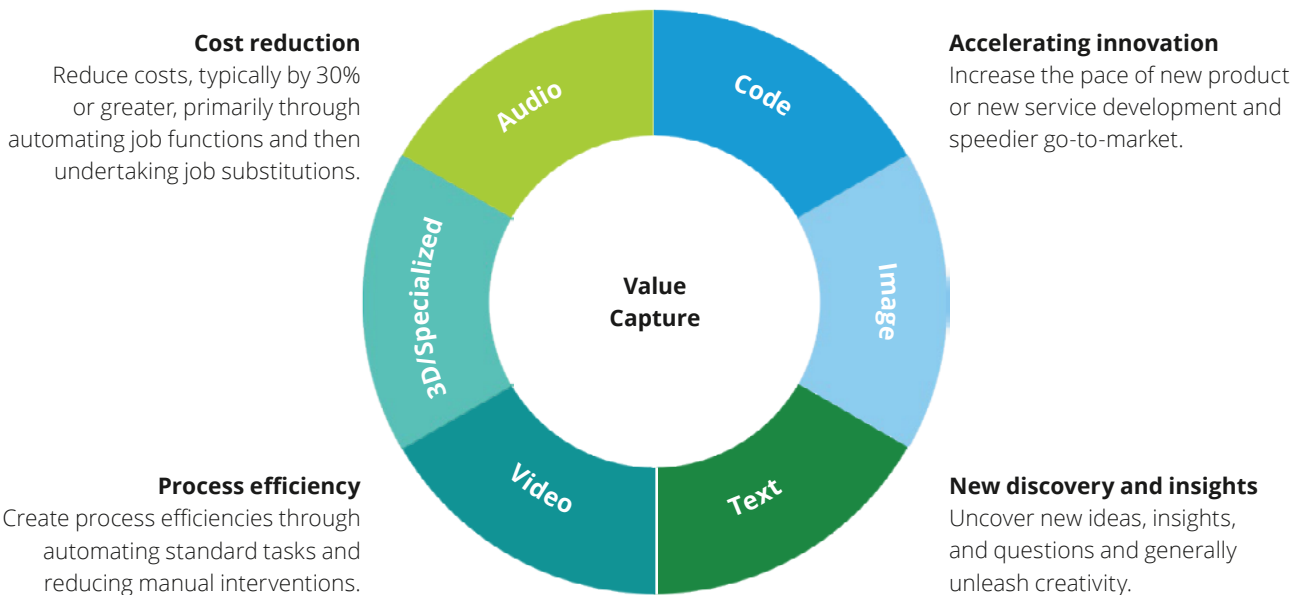 Cost reduction
Reduce costs, typically by 30%
or greater, primarily through
automating job functions and then
undertaking job substitutions.
Audio
Code
Accelerating innovation
Increase the pace of new product
or new service development and
speedier go-to-market.
3D/Specialized
Value
Capture
Image
Process efficiency
Create process efficiencies through
automating standard tasks and
reducing manual interventions.
Video
Text
New discovery and insights
Uncover new ideas, insights,
and questions and generally
unleash creativity.